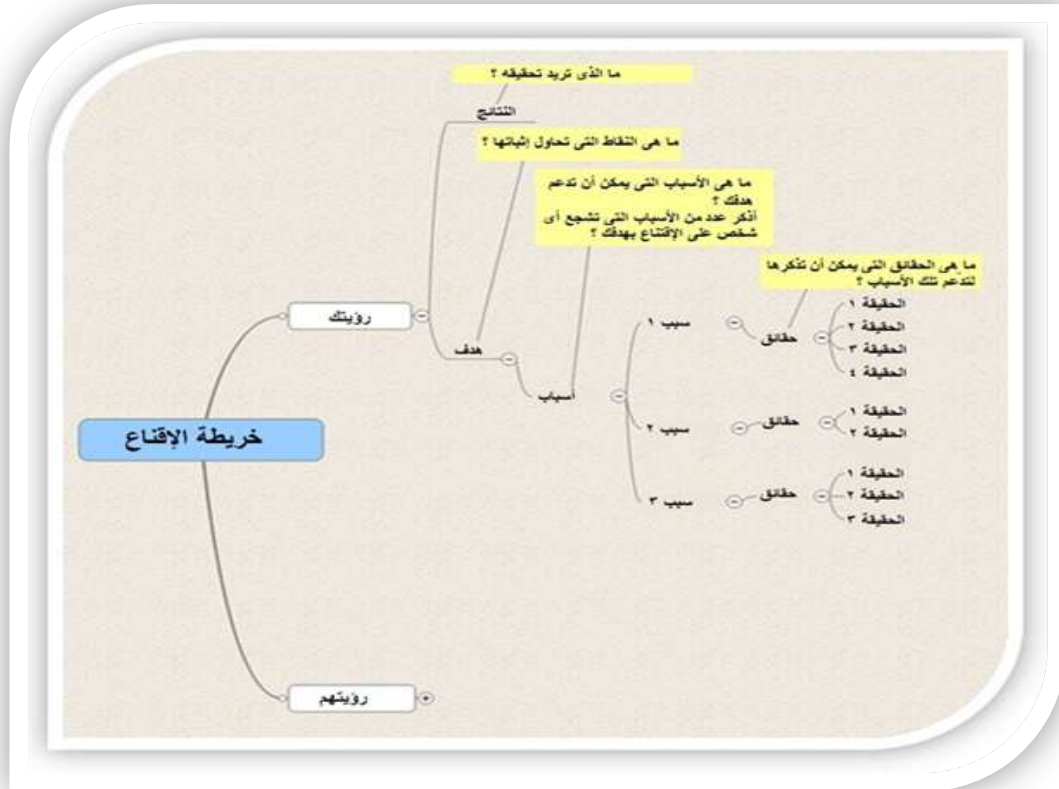 ما الذى تريد تحقيقه ؟
النتائج
ما هى النقاط التى تحاول إثباتها ؟
ما هى الأسباب التى يمكن أن تدعم
هدفك ؟
أذكر عدد من الأسباب التى تشجع أى
شخص على الإقتناع بهدفك ؟
ما هى الحقائق التى يمكن أن تذكرها
لتدعم تلك الأسباب ؟
رؤيتك
هدف
أسباب
سبب ١
حقائق
الحقيقة ١
الحقيقة ٢
الحقيقة ٣
الحقيقة ٤
سبب ٢
حقائق
الحقيقة ١
الحقيقة ٢
سبب ٣
حقائق
الحقيقة ١
الحقيقة ٢
الحقيقة ٣
خريطة الإقناع
رؤيتهم